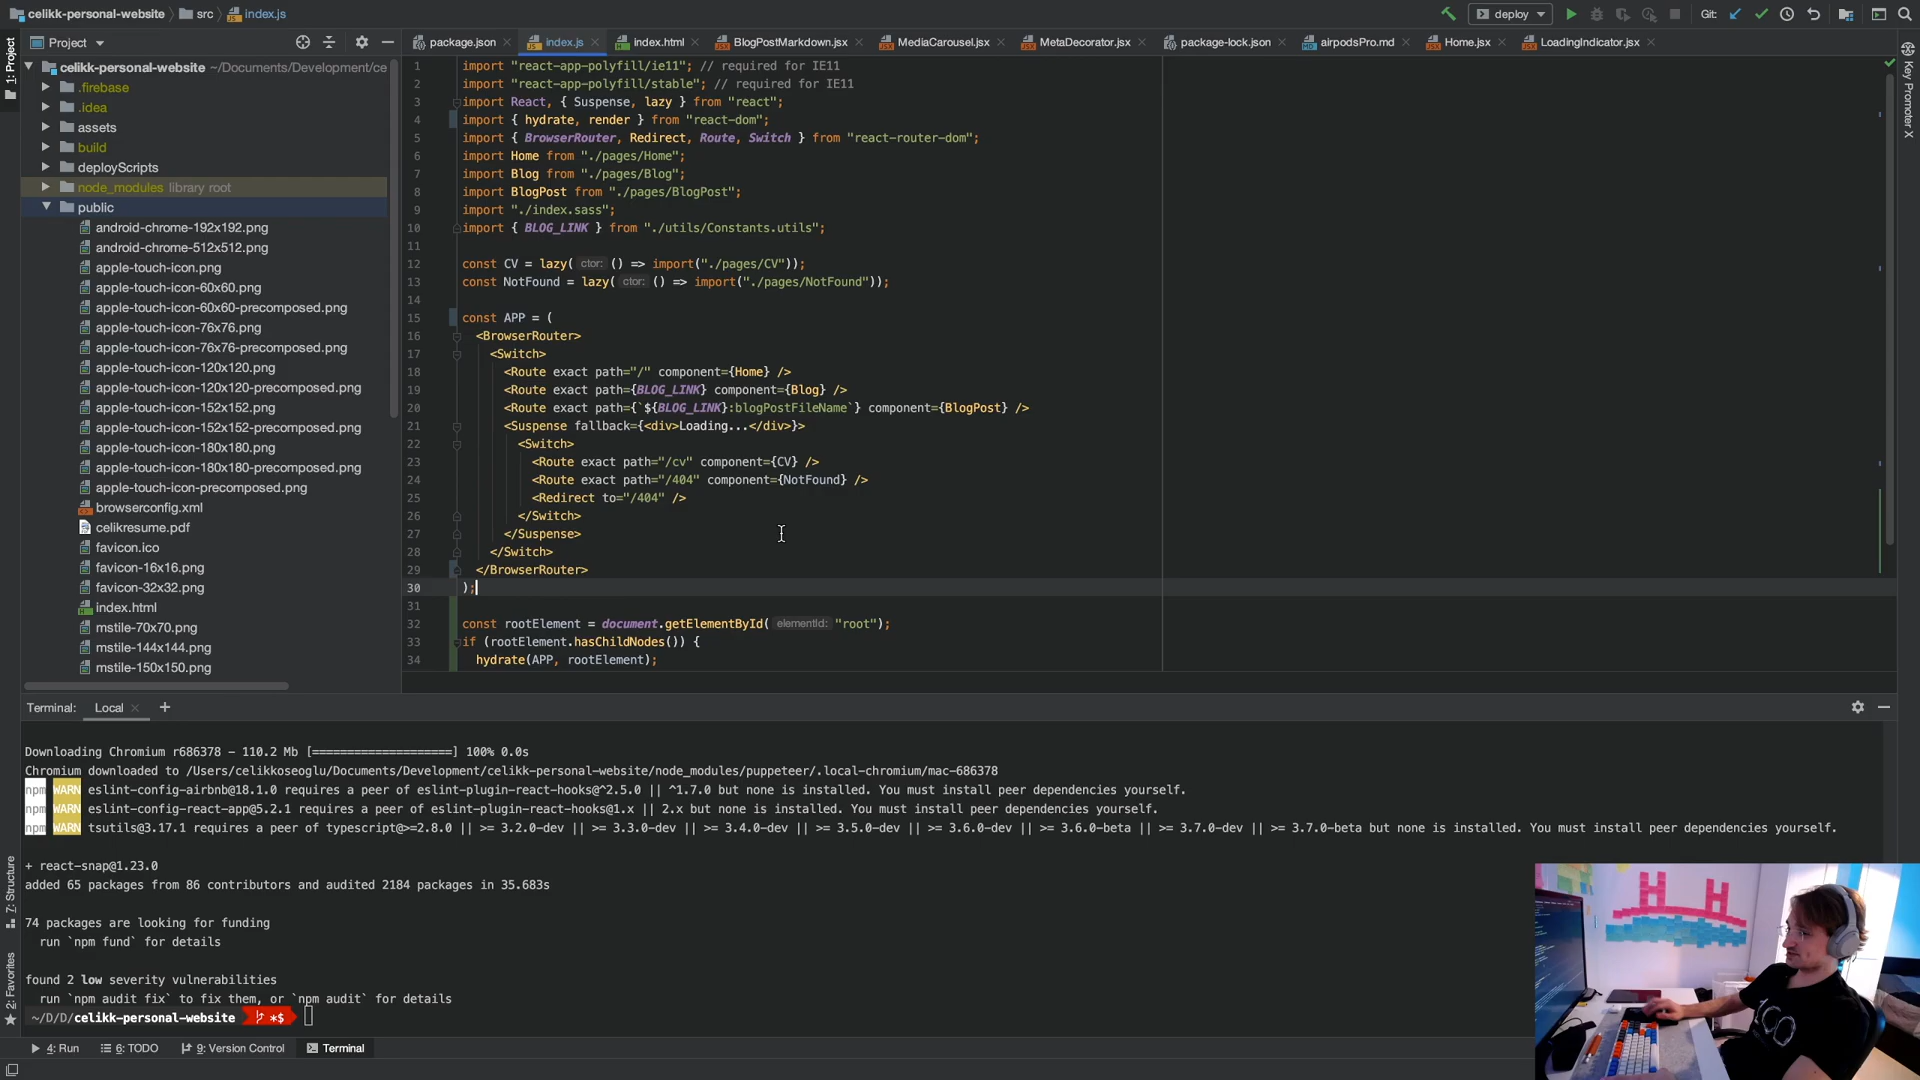 celikk-personal-website
src
index.js
deploy
Git:
1: Project
Project
package.json
index.js
index.html
BlogPostMarkdown.jsx
MediaCarousel.jsx
MetaDecorator.jsx
package-lock.json
airpodsPro.md
Home.jsx
LoadingIndicator.jsx
Key Promoter X
celikk-personal-website ~/Documents/Development/ce
.firebase
.idea
assets
build
deployScripts
node_modules library root
public
android-chrome-192x192.png
android-chrome-512x512.png
apple-touch-icon.png
apple-touch-icon-60x60.png
apple-touch-icon-60x60-precomposed.png
apple-touch-icon-76x76.png
apple-touch-icon-76x76-precomposed.png
apple-touch-icon-120x120.png
apple-touch-icon-120x120-precomposed.png
apple-touch-icon-152x152.png
apple-touch-icon-152x152-precomposed.png
apple-touch-icon-180x180.png
apple-touch-icon-180x180-precomposed.png
apple-touch-icon-precomposed.png
browserconfig.xml
celikresume.pdf
favicon.ico
favicon-16x16.png
favicon-32x32.png
index.html
mstile-70x70.png
mstile-144x144.png
mstile-150x150.png
1 import "react-app-polyfill/ie11"; // required for IE11
2 import "react-app-polyfill/stable"; // required for IE11
3 import React, { Suspense, lazy } from "react";
4 import { hydrate, render } from "react-dom";
5 import { BrowserRouter, Redirect, Route, Switch } from "react-router-dom";
6 import Home from "./pages/Home";
7 import Blog from "./pages/Blog";
8 import BlogPost from "./pages/BlogPost";
9 import "./index.sass";
10 import { BLOG_LINK } from "./utils/Constants.utils";
11
12 const CV = lazy( ctor: () => import("./pages/CV"));
13 const NotFound = lazy( ctor: () => import("./pages/NotFound"));
14
15 const APP = (
16 <BrowserRouter>
17 <Switch>
18 <Route exact path="/" component={Home} />
19 <Route exact path={BLOG_LINK} component={Blog} />
20 <Route exact path={`${BLOG_LINK}:blogPostFileName`} component={BlogPost} />
21 <Suspense fallback={<div>Loading...</div>}>
22 <Switch>
23 <Route exact path="/cv" component={CV} />
24 <Route exact path="/404" component={NotFound} />
25 <Redirect to="/404" />
26 </Switch>
27 </Suspense>
28 </Switch>
29 </BrowserRouter>
30 );
31
32 const rootElement = document.getElementById( elementId: "root");
33 if (rootElement.hasChildNodes()) {
34 hydrate(APP, rootElement);
Terminal: Local +
Downloading Chromium r686378 - 110.2 Mb [====================] 100% 0.0s
Chromium downloaded to /Users/celikkoseoglu/Documents/Development/celikk-personal-website/node_modules/puppeteer/.local-chromium/mac-686378
npm WARN eslint-config-airbnb@18.1.0 requires a peer of eslint-plugin-react-hooks@^2.5.0 || ^1.7.0 but none is installed. You must install peer dependencies yourself.
npm WARN eslint-config-react-app@5.2.1 requires a peer of eslint-plugin-react-hooks@1.x || 2.x but none is installed. You must install peer dependencies yourself.
npm WARN tsutils@3.17.1 requires a peer of typescript@>=2.8.0 || >= 3.2.0-dev || >= 3.3.0-dev || >= 3.4.0-dev || >= 3.5.0-dev || >= 3.6.0-dev || >= 3.6.0-beta || >= 3.7.0-dev || >= 3.7.0-beta but none is installed. You must install peer dependencies yourself.
+ react-snap@1.23.0
added 65 packages from 86 contributors and audited 2184 packages in 35.683s
74 packages are looking for funding
run `npm fund` for details
found 2 low severity vulnerabilities
run `npm audit fix` to fix them, or `npm audit` for details
~/D/D/celikk-personal-website *$
7: Structure
2: Favorites
4: Run
6: TODO
9: Version Control
Terminal